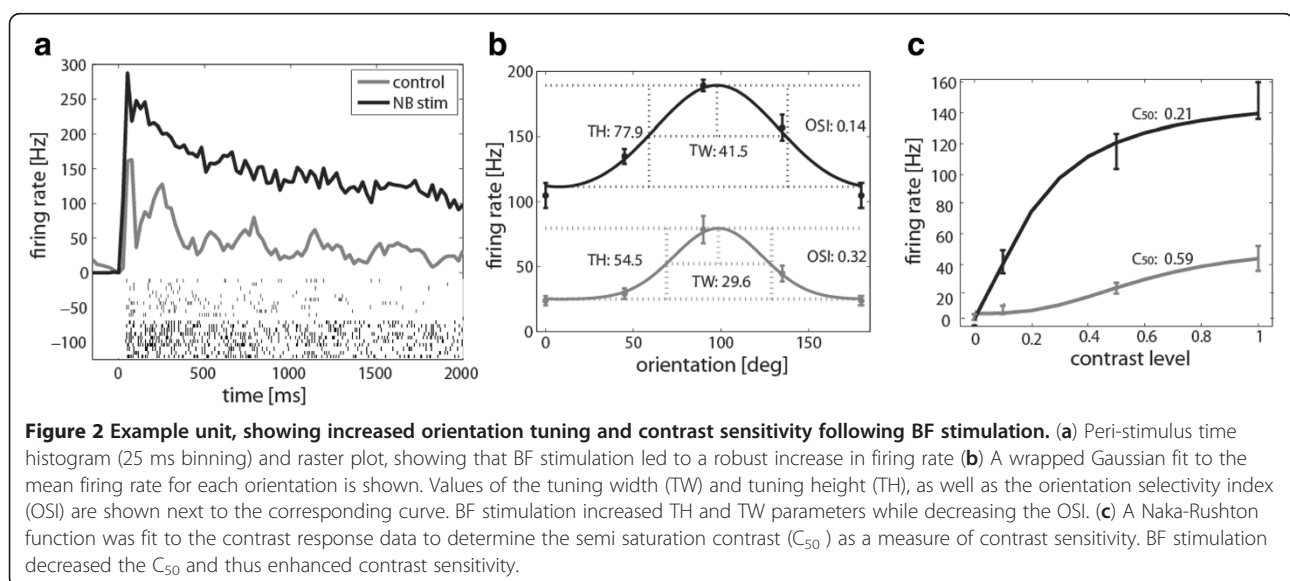 a
300
250
200
150
100
50
0
−50
−100
firing rate [Hz]
control
NB stim
0
500
1000
1500
2000
time [ms]
b
200
150
100
50
0
firing rate [Hz]
TH: 77.9
TW: 41.5
OSI: 0.14
TH: 54.5
TW: 29.6
OSI: 0.32
0
50
100
150
orientation [deg]
c
160
140
120
100
80
60
40
20
0
firing rate [Hz]
C50: 0.21
C50: 0.59
0
0.2
0.4
0.6
0.8
1
contrast level
Figure 2 Example unit, showing increased orientation tuning and contrast sensitivity following BF stimulation. (a) Peri-stimulus time
histogram (25 ms binning) and raster plot, showing that BF stimulation led to a robust increase in firing rate (b) A wrapped Gaussian fit to the
mean firing rate for each orientation is shown. Values of the tuning width (TW) and tuning height (TH), as well as the orientation selectivity index
(OSI) are shown next to the corresponding curve. BF stimulation increased TH and TW parameters while decreasing the OSI. (c) A Naka-Rushton
function was fit to the contrast response data to determine the semi saturation contrast (C50 ) as a measure of contrast sensitivity. BF stimulation
decreased the C50 and thus enhanced contrast sensitivity.